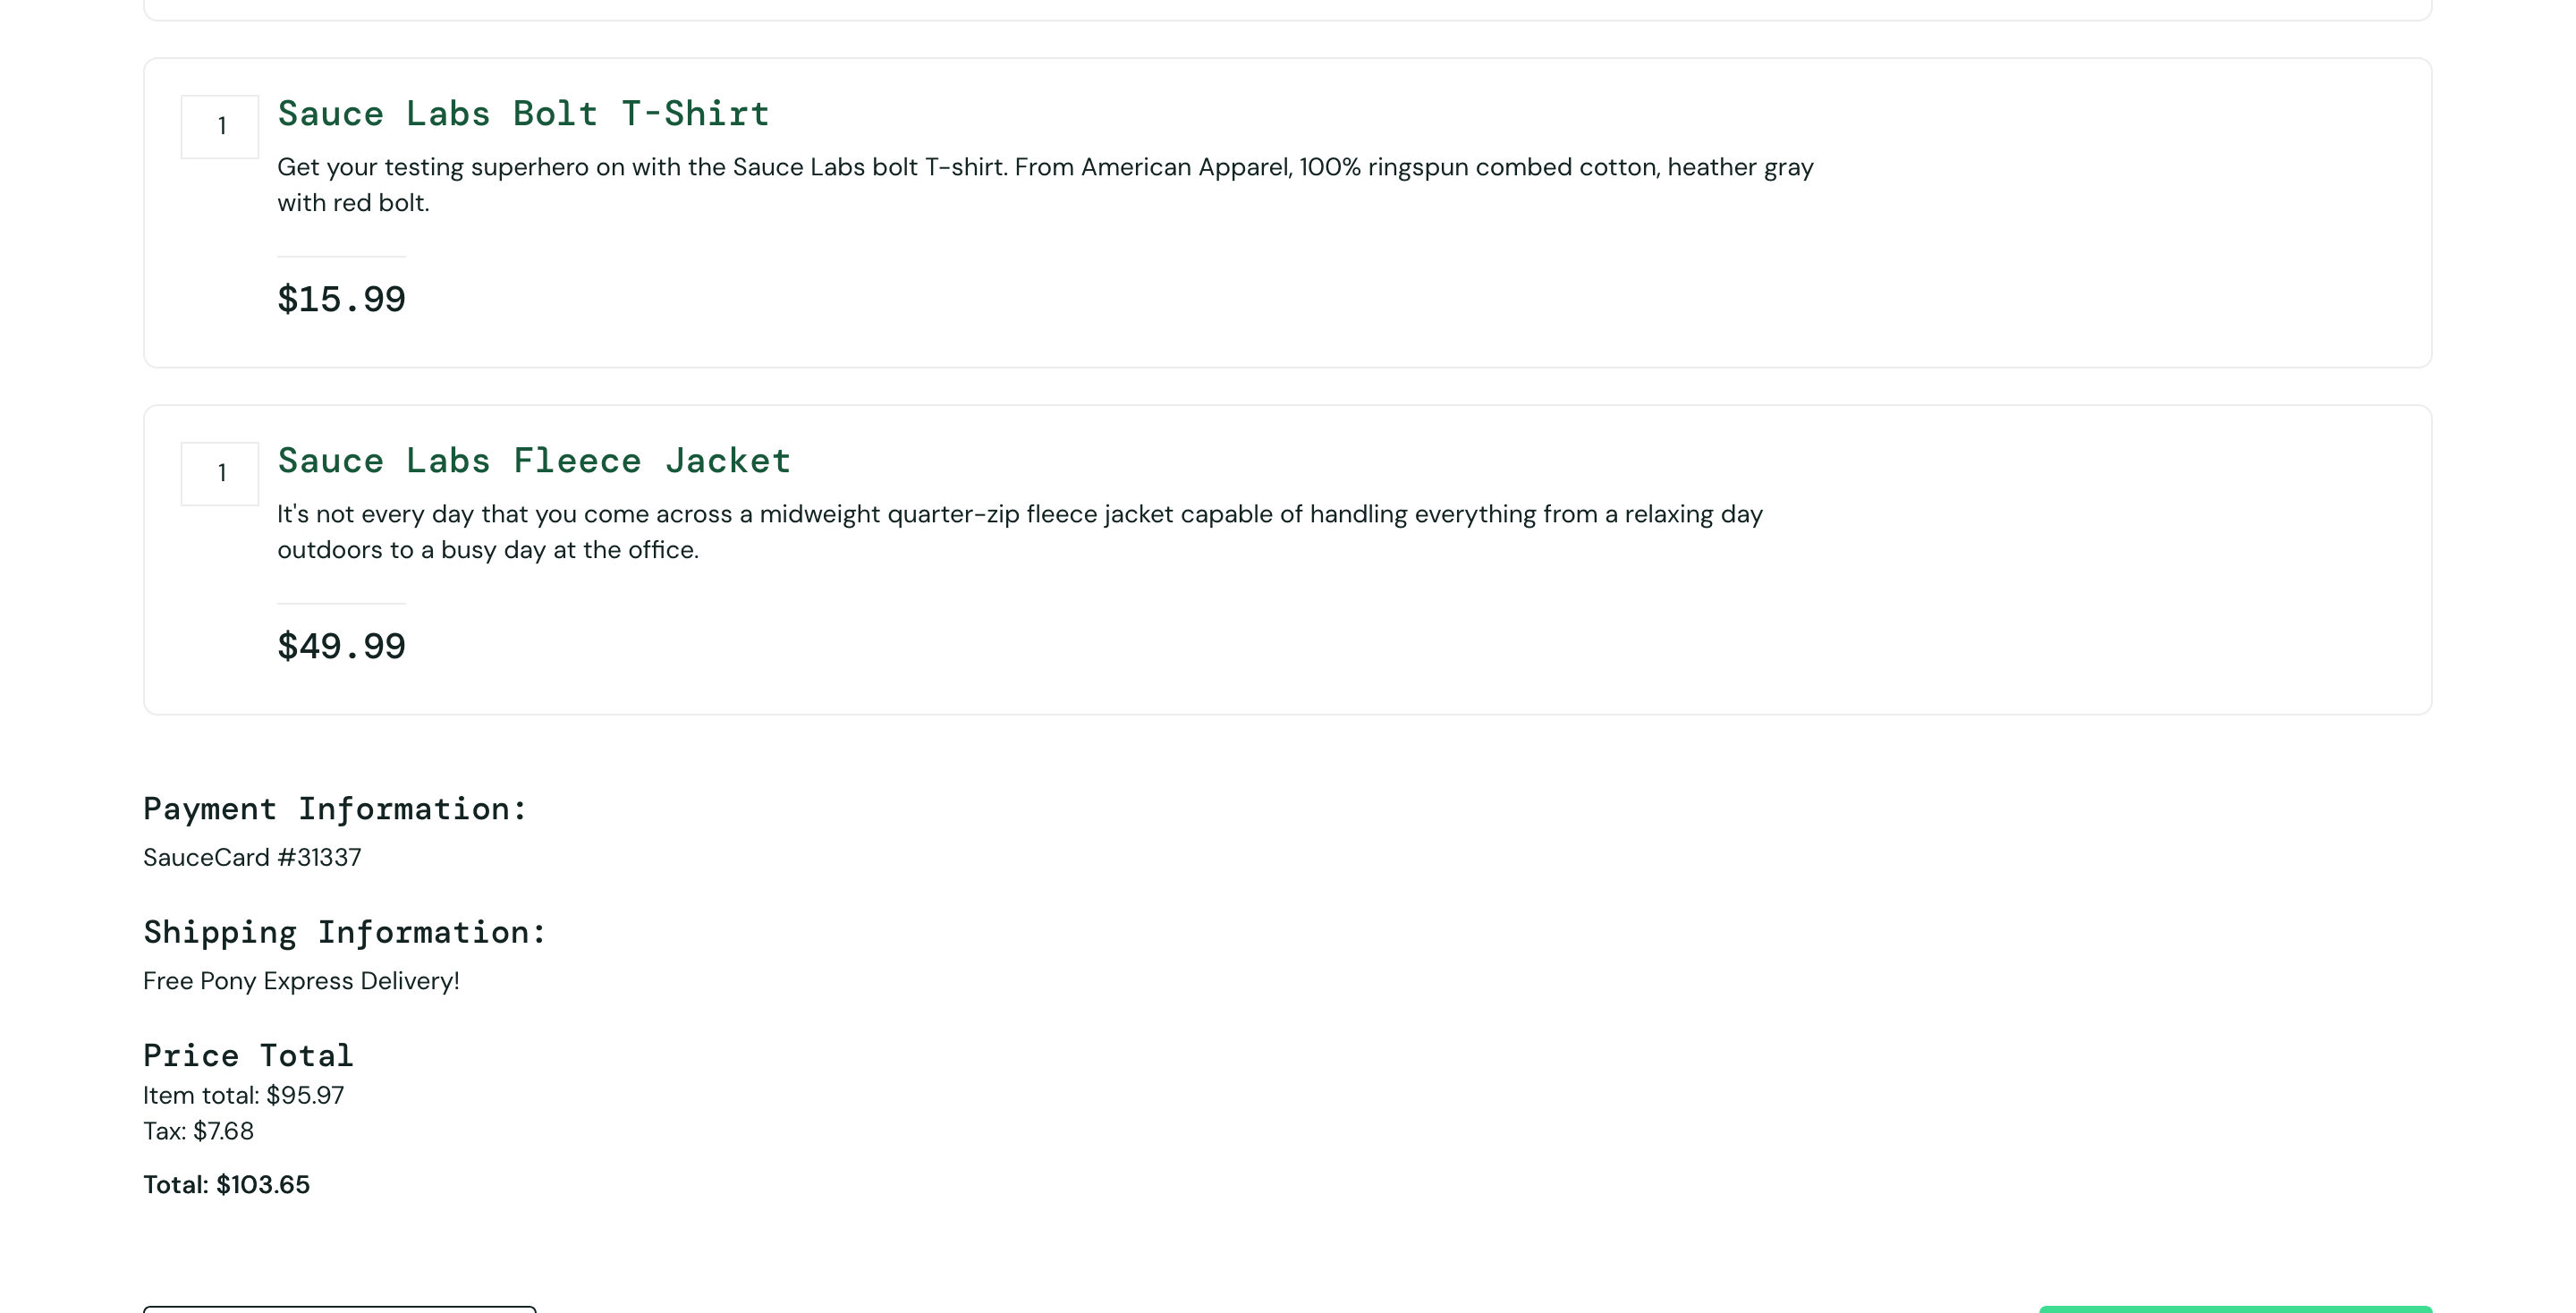 1
Sauce Labs Bolt T-Shirt
Get your testing superhero on with the Sauce Labs bolt T-shirt. From American Apparel, 100% ringspun combed cotton, heather gray
with red bolt.
$15.99
1
Sauce Labs Fleece Jacket
It's not every day that you come across a midweight quarter-zip fleece jacket capable of handling everything from a relaxing day
outdoors to a busy day at the office.
$49.99
Payment Information:
SauceCard #31337
Shipping Information:
Free Pony Express Delivery!
Price Total
Item total: $95.97
Tax: $7.68
Total: $103.65